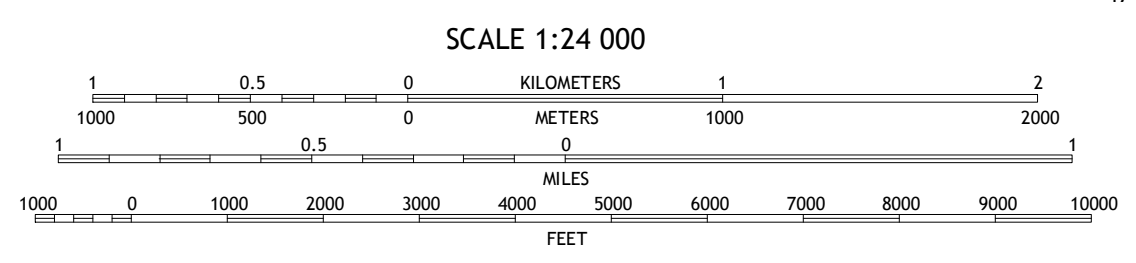 SCALE 1:24 000
1 0.5 0 KILOMETERS 1 2
1000 500 0 METERS 1000 2000
1 0.5 0 1
MILES
1000 0 1000 2000 3000 4000 5000 6000 7000 8000 9000 10000
FEET